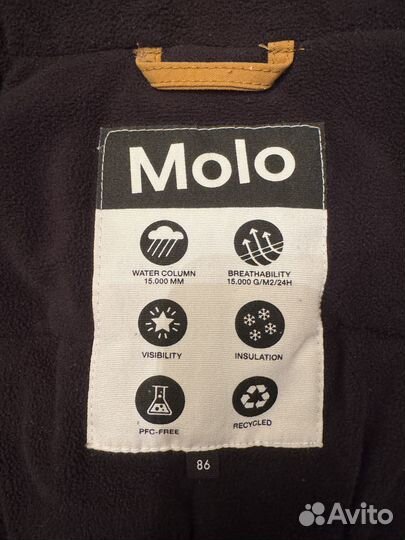 Molo
WATER COLUMN
15.000 MM
BREATHABILITY
15.000 G/M2/24H
VISIBILITY
INSULATION
PFC-FREE
RECYCLED
86
Avito